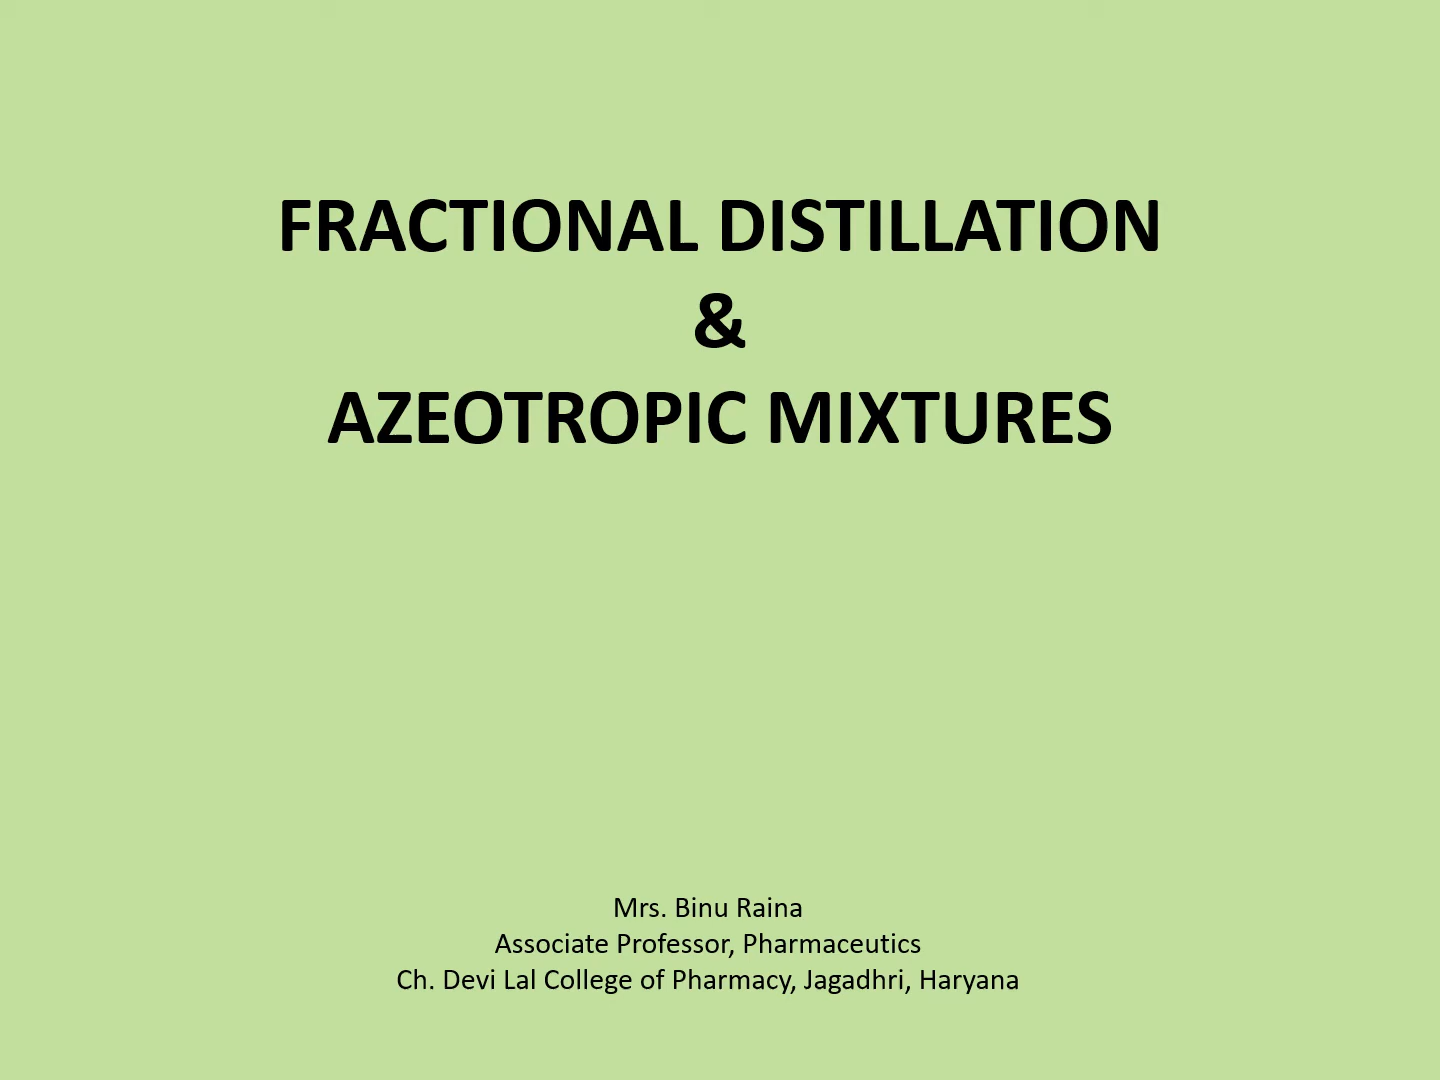 FRACTIONAL DISTILLATION
&
AZEOTROPIC MIXTURES
Mrs. Binu Raina
Associate Professor, Pharmaceutics
Ch. Devi Lal College of Pharmacy, Jagadhri, Haryana